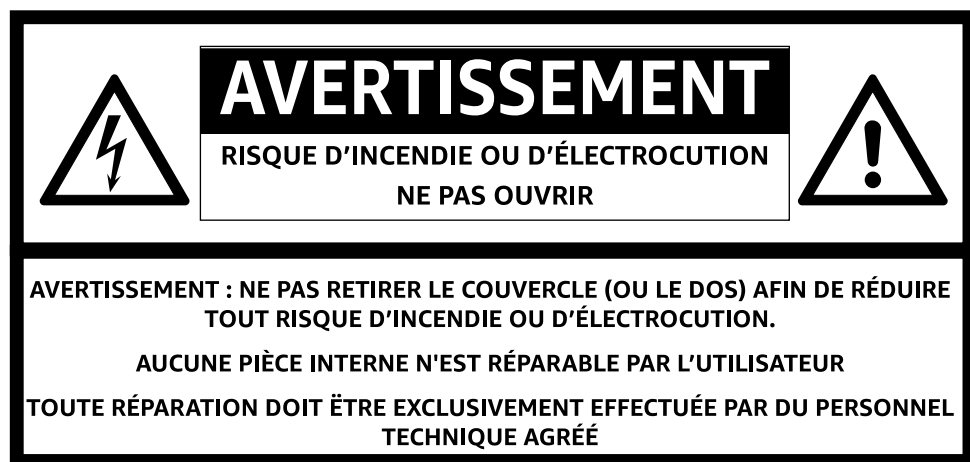 AVERTISSEMENT
RISQUE D’INCENDIE OU D’ÉLECTROCUTION
NE PAS OUVRIR
AVERTISSEMENT : NE PAS RETIRER LE COUVERCLE (OU LE DOS) AFIN DE RÉDUIRE
TOUT RISQUE D’INCENDIE OU D’ÉLECTROCUTION.
AUCUNE PIÈCE INTERNE N'EST RÉPARABLE PAR L’UTILISATEUR
TOUTE RÉPARATION DOIT ËTRE EXCLUSIVEMENT EFFECTUÉE PAR DU PERSONNEL
TECHNIQUE AGRÉÉ